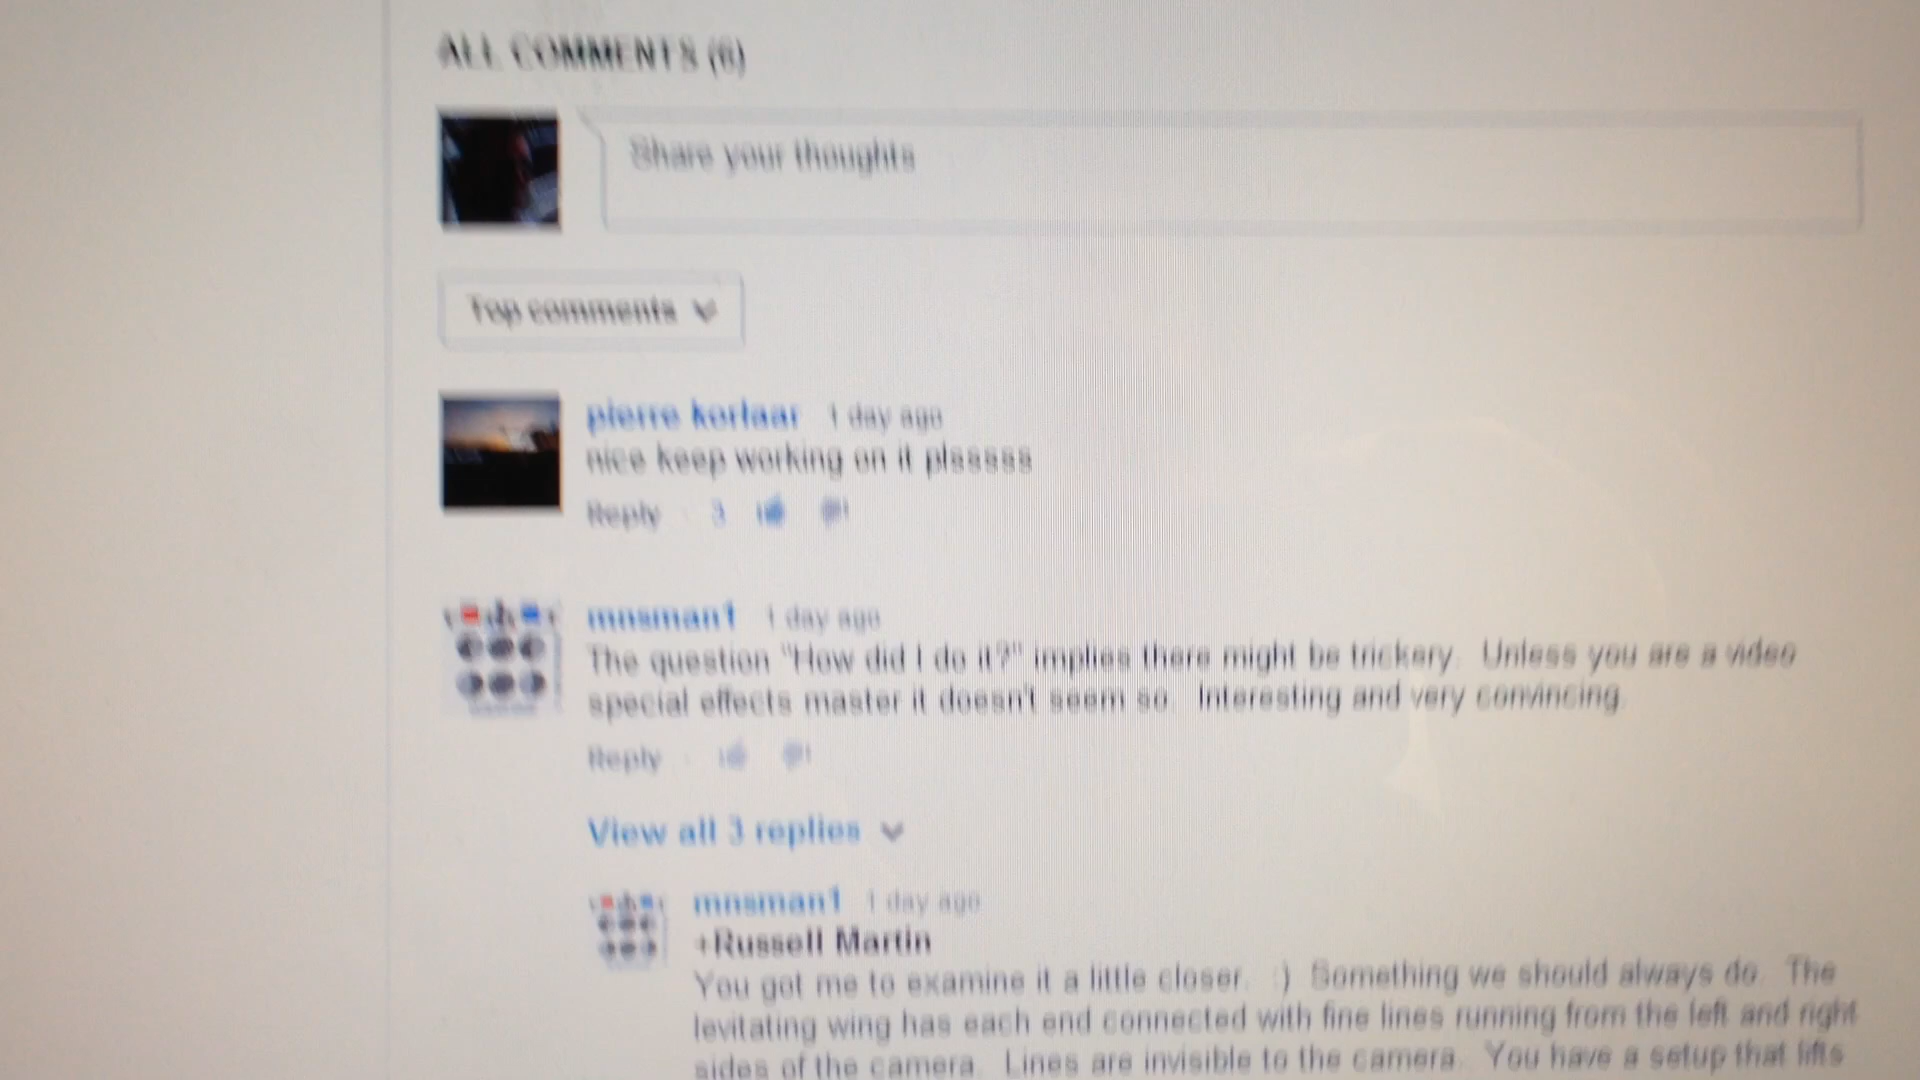 ALL COMMENTS (6)
Share your thoughts
Top comments
pierre korlaar 1 day ago
nice keep working on it plsssss
Reply · 3
mnsman1 1 day ago
The question "How did I do it?" implies there might be trickery. Unless you are a video
special effects master it doesn't seem so. Interesting and very convincing.
Reply ·
View all 3 replies
mnsman1 1 day ago
+Russell Martin
You got me to examine it a little closer. :) Something we should always do. The
levitating wing has each end connected with fine lines running from the left and right
sides of the camera. Lines are invisible to the camera. You have a setup that lifts